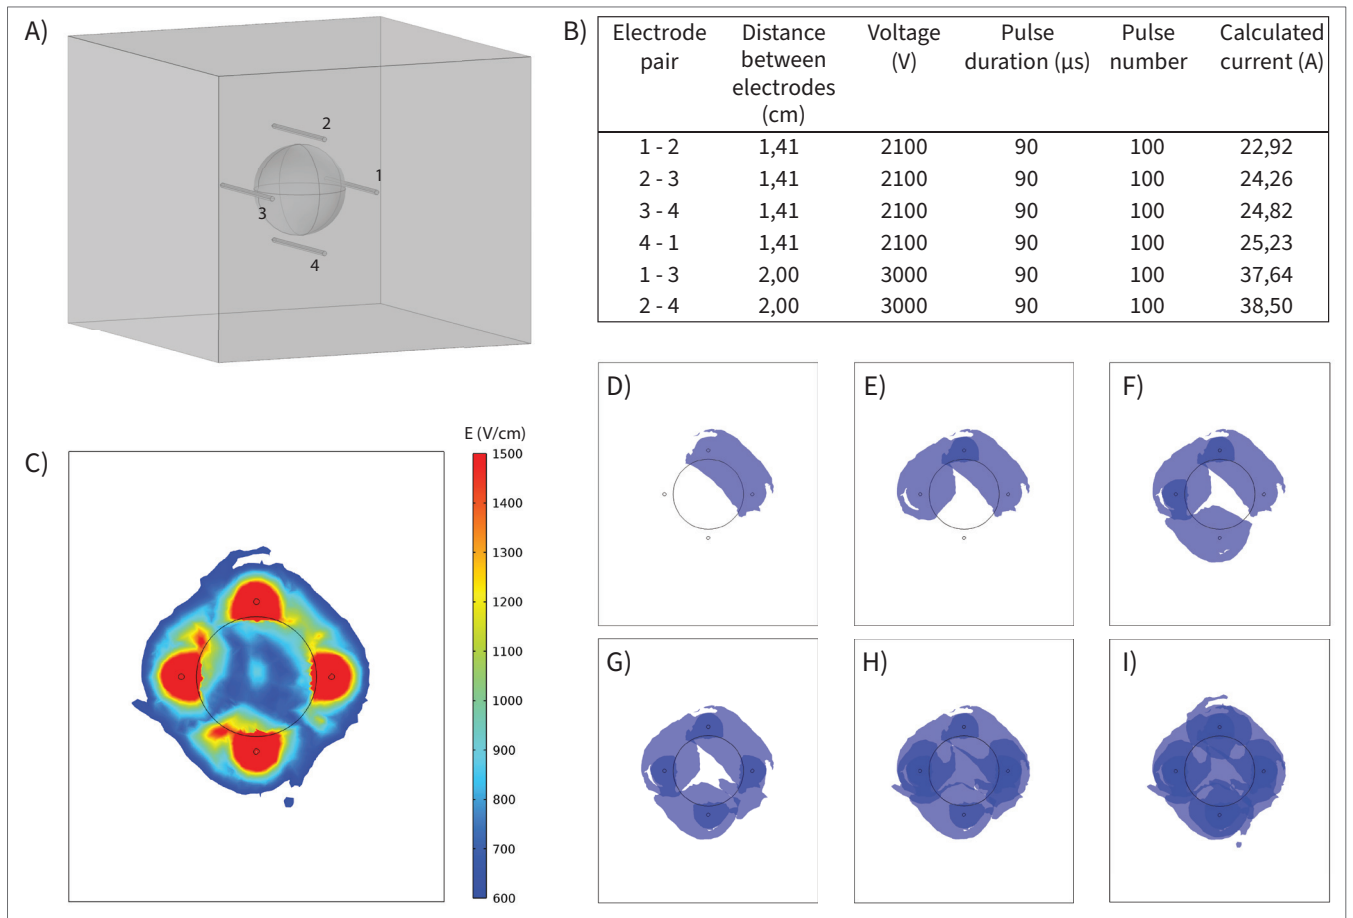 A)
2
1
3
4
B)
Electrode pair	Distance between electrodes (cm)	Voltage (V)	Pulse duration (µs)	Pulse number	Calculated current (A)
1 - 2	1,41	2100	90	100	22,92
2 - 3	1,41	2100	90	100	24,26
3 - 4	1,41	2100	90	100	24,82
4 - 1	1,41	2100	90	100	25,23
1 - 3	2,00	3000	90	100	37,64
2 - 4	2,00	3000	90	100	38,50
C)
E (V/cm)
1500
1400
1300
1200
1100
1000
900
800
700
600
D)
E)
F)
G)
H)
I)